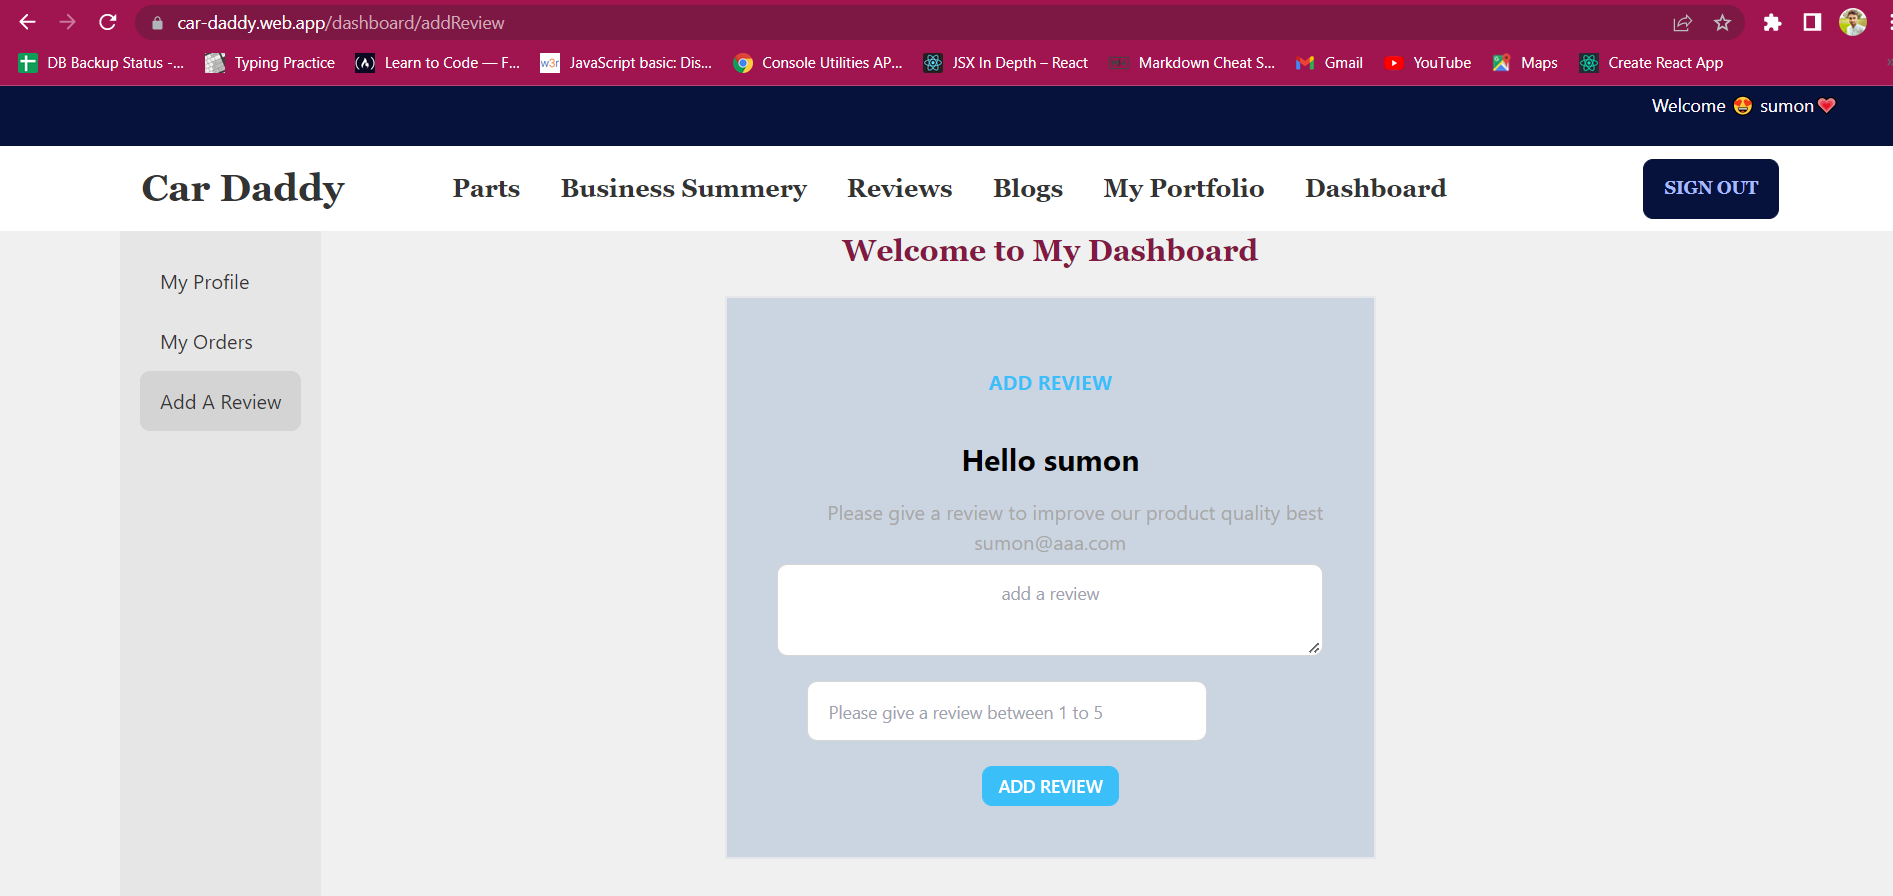 car-daddy.web.app/dashboard/addReview
DB Backup Status -... Typing Practice Learn to Code — F... w3r JavaScript basic: Dis... Console Utilities AP... JSX In Depth – React Markdown Cheat S... Gmail YouTube Maps Create React App
Welcome 😍 sumon💗
Car Daddy Parts Business Summery Reviews Blogs My Portfolio Dashboard SIGN OUT
Welcome to My Dashboard
My Profile
My Orders
Add A Review
ADD REVIEW
Hello sumon
Please give a review to improve our product quality best
sumon@aaa.com
add a review
Please give a review between 1 to 5
ADD REVIEW